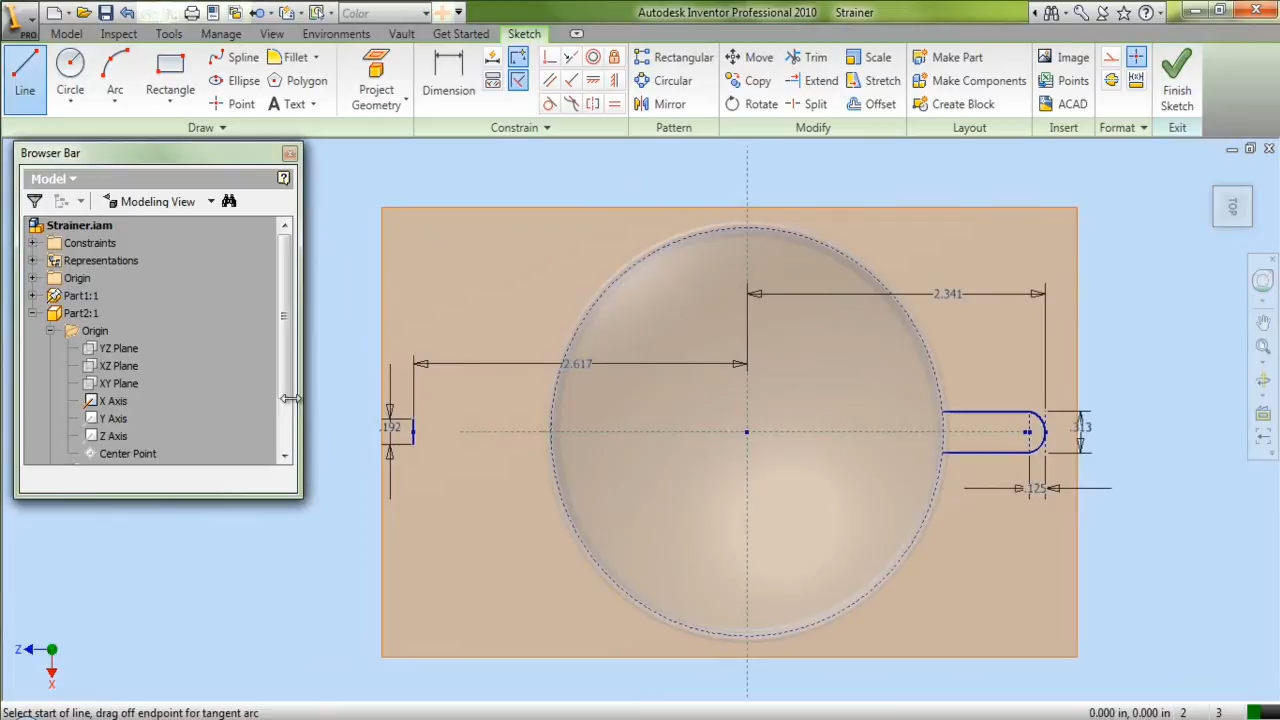 PRO
Color
Autodesk Inventor Professional 2010
Strainer
Model
Inspect
Tools
Manage
View
Environments
Vault
Get Started
Sketch
Line
Circle
Arc
Rectangle
Spline
Fillet
Ellipse
Polygon
Point
Text
Project
Geometry
Dimension
Rectangular
Circular
Mirror
Move
Trim
Scale
Copy
Extend
Stretch
Rotate
Split
Offset
Make Part
Make Components
Create Block
Image
Points
ACAD
Finish
Sketch
Draw
Constrain
Pattern
Modify
Layout
Insert
Format
Exit
Browser Bar
Model
Modeling View
Strainer.iam
Constraints
Representations
Origin
Part1:1
Part2:1
Origin
YZ Plane
XZ Plane
XY Plane
X Axis
Y Axis
Z Axis
Center Point
TOP
2.341
2.617
.192
.313
.125
Z
X
Select start of line, drag off endpoint for tangent arc
0.000 in, 0.000 in
2
3